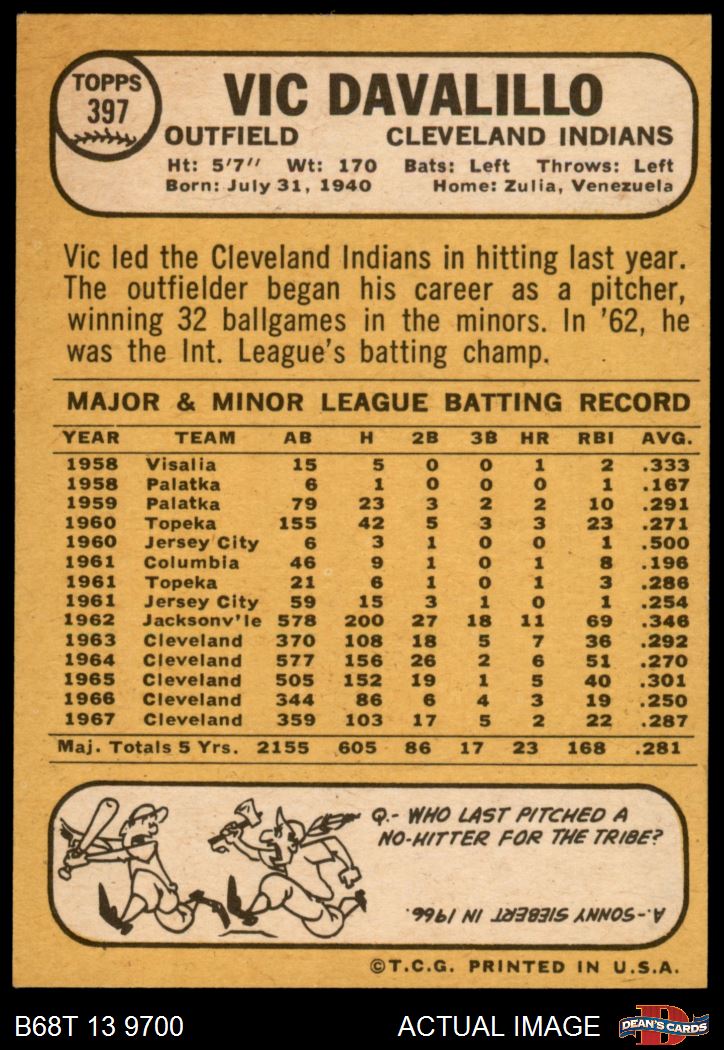 TOPPS
397
VIC DAVALILLO
OUTFIELD CLEVELAND INDIANS
Ht: 5'7" Wt: 170 Bats: Left Throws: Left
Born: July 31, 1940 Home: Zulia, Venezuela
Vic led the Cleveland Indians in hitting last year.
The outfielder began his career as a pitcher,
winning 32 ballgames in the minors. In '62, he
was the Int. League's batting champ.
MAJOR & MINOR LEAGUE BATTING RECORD
YEAR TEAM AB H 2B 3B HR RBI AVG.
1958 Visalia 15 5 0 0 1 2 .333
1958 Palatka 6 1 0 0 0 1 .167
1959 Palatka 79 23 3 2 2 10 .291
1960 Topeka 155 42 5 3 3 23 .271
1960 Jersey City 6 3 1 0 0 1 .500
1961 Columbia 46 9 1 0 1 8 .196
1961 Topeka 21 6 1 0 1 3 .286
1961 Jersey City 59 15 3 1 0 1 .254
1962 Jacksonv'le 578 200 27 18 11 69 .346
1963 Cleveland 370 108 18 5 7 36 .292
1964 Cleveland 577 156 26 2 6 51 .270
1965 Cleveland 505 152 19 1 5 40 .301
1966 Cleveland 344 86 6 4 3 19 .250
1967 Cleveland 359 103 17 5 2 22 .287
Maj. Totals 5 Yrs. 2155 605 86 17 23 168 .281
Q.- WHO LAST PITCHED A
NO-HITTER FOR THE TRIBE?
A.- SONNY SIEBERT IN 1966.
©T.C.G. PRINTED IN U.S.A.
B68T 13 9700 ACTUAL IMAGE
D
DEAN'S CARDS